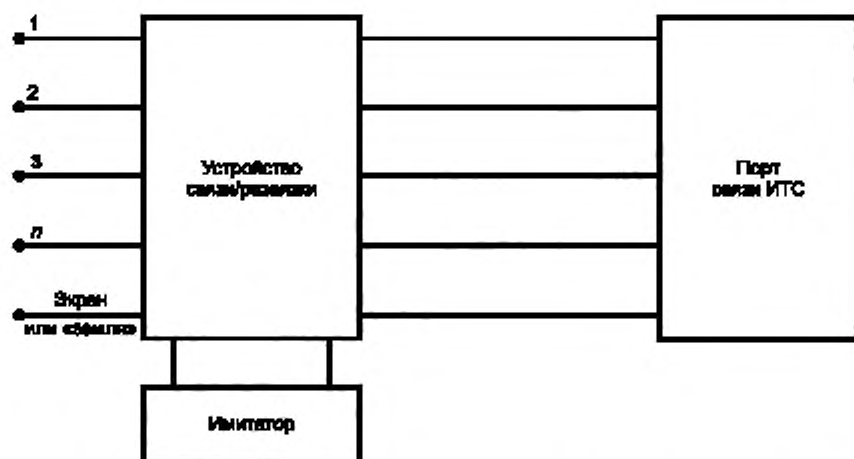 1
2
3
n
Экран
или «Земля»
Устройство
связи/развязки
Порт
связи ИТС
Имитатор